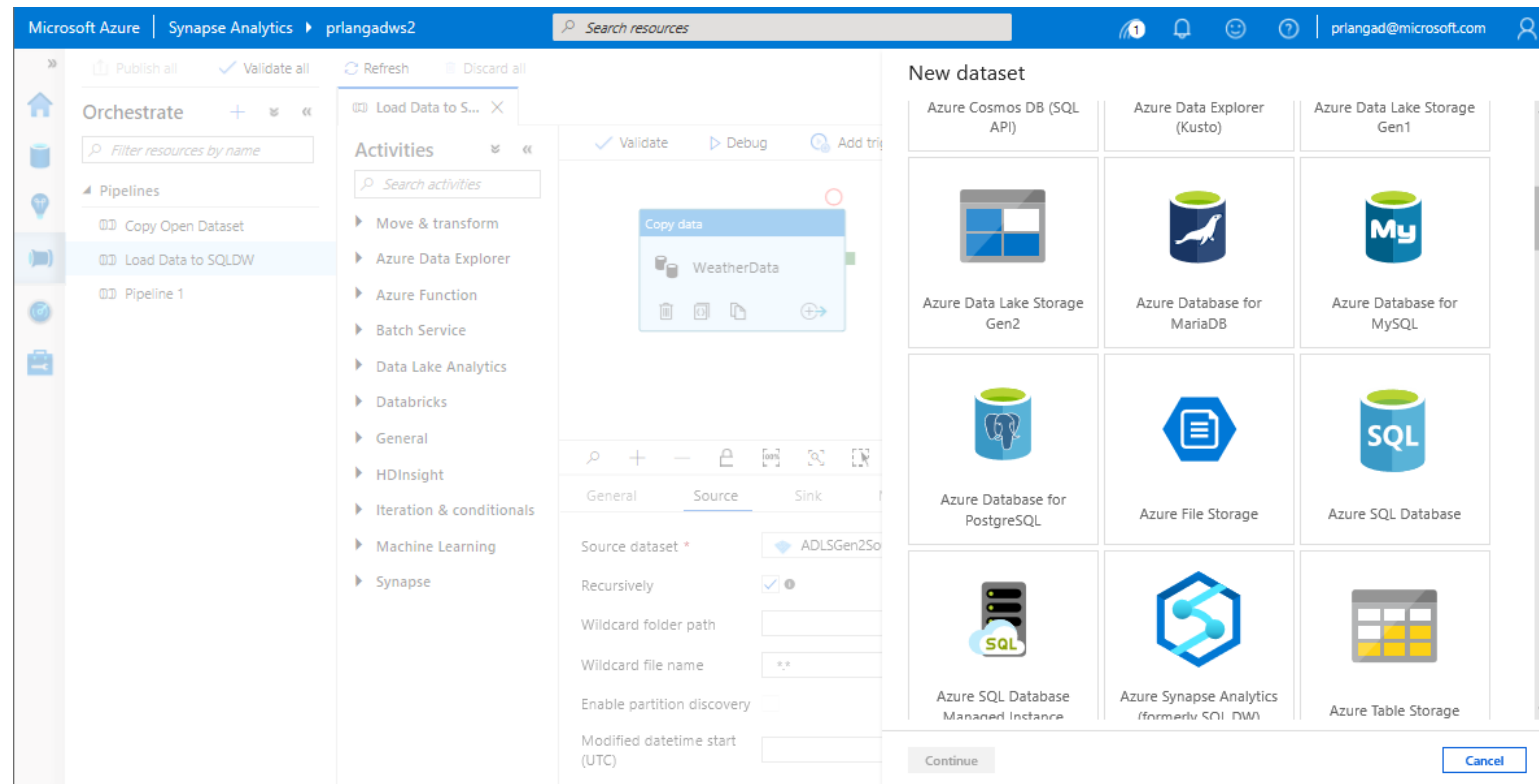 Microsoft Azure Synapse Analytics prlangadws2
Search resources
1
prlangad@microsoft.com
Publish all Validate all Refresh Discard all
Orchestrate
Filter resources by name
Pipelines
Copy Open Dataset
Load Data to SQLDW
Pipeline 1
Load Data to S...
Activities
Search activities
Move & transform
Azure Data Explorer
Azure Function
Batch Service
Data Lake Analytics
Databricks
General
HDInsight
Iteration & conditionals
Machine Learning
Synapse
Validate Debug Add tri
Copy data
WeatherData
100%
General Source Sink
Source dataset * ADLSGen2So
Recursively
Wildcard folder path
Wildcard file name *.*
Enable partition discovery
Modified datetime start
(UTC)
New dataset
Azure Cosmos DB (SQL
API)
Azure Data Explorer
(Kusto)
Azure Data Lake Storage
Gen1
Azure Data Lake Storage
Gen2
Azure Database for
MariaDB
My
Azure Database for
MySQL
Azure Database for
PostgreSQL
Azure File Storage
SQL
Azure SQL Database
SQL
Azure SQL Database
Managed Instance
Azure Synapse Analytics
(formerly SQL DW)
Azure Table Storage
Continue
Cancel